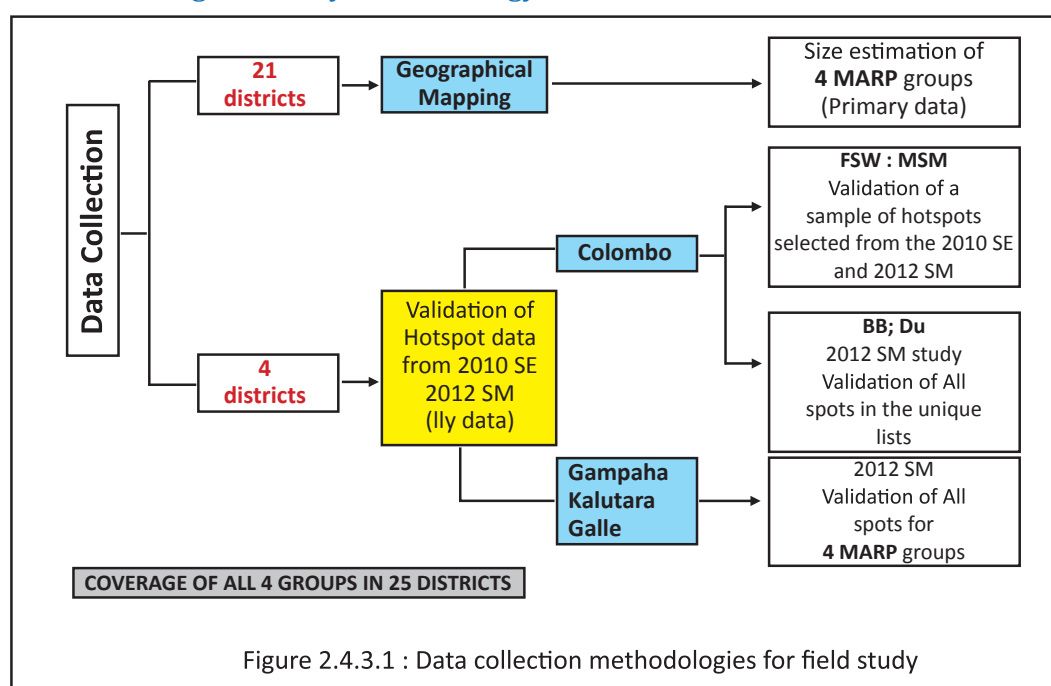 Data Collection
21
districts
Geographical
Mapping
Size estimation of
4 MARP groups
(Primary data)
4
districts
Validation of
Hotspot data
from 2010 SE
2012 SM
(lly data)
Colombo
FSW : MSM
Validation of a
sample of hotspots
selected from the 2010 SE
and 2012 SM
BB; Du
2012 SM study
Validation of All
spots in the unique
lists
Gampaha
Kalutara
Galle
2012 SM
Validation of All
spots for
4 MARP groups
COVERAGE OF ALL 4 GROUPS IN 25 DISTRICTS
Figure 2.4.3.1 : Data collection methodologies for field study